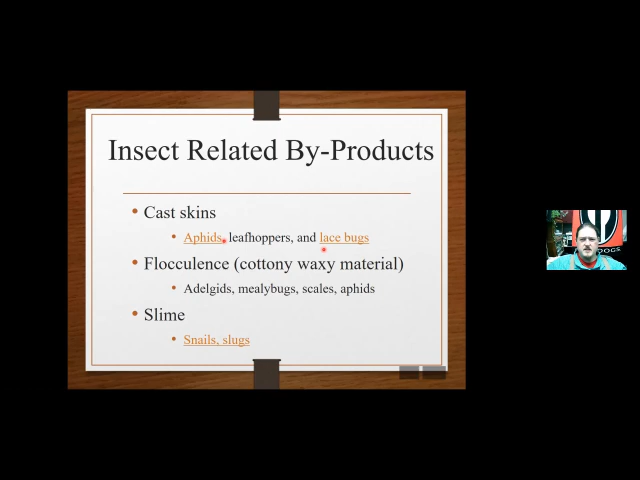 Insect Related By-Products
• Cast skins
• Aphids, leafhoppers, and lace bugs
• Flocculence (cottony waxy material)
• Adelgids, mealybugs, scales, aphids
• Slime
• Snails, slugs
DOGS